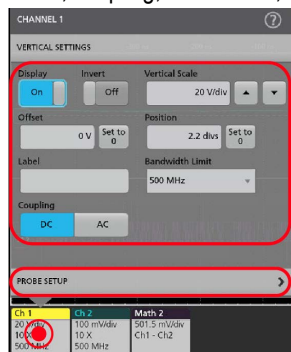 CHANNEL 1
?
VERTICAL SETTINGS
Display Invert Vertical Scale
On Off 20 V/div
Offset Position
0 V Set to 0 2.2 divs Set to 0
Label Bandwidth Limit
500 MHz
Coupling
DC AC
PROBE SETUP
Ch 1 Ch 2 Math 2
20 V/div 100 mV/div 501.5 mV/div
10 X 10 X Ch1 - Ch2
500 MHz 500 MHz